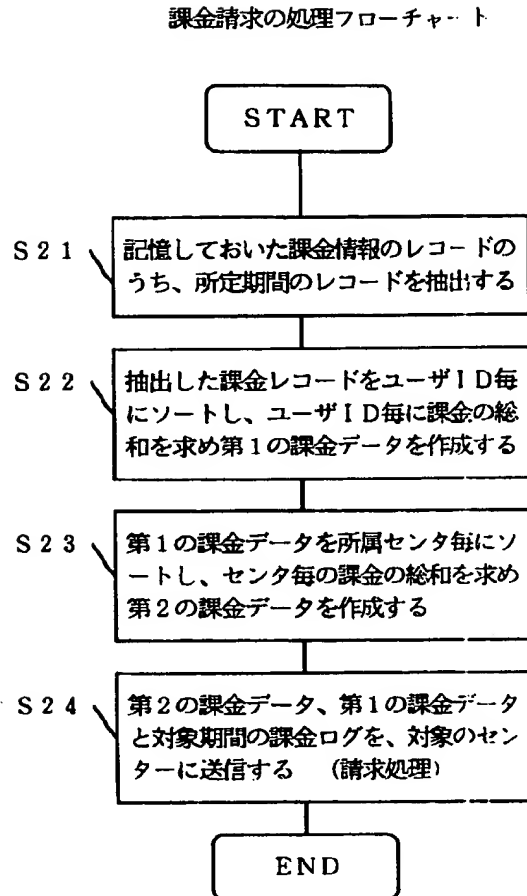 課金請求の処理フローチャート
START
S21
記憶しておいた課金情報のレコードの
うち、所定期間のレコードを抽出する
S22
抽出した課金レコードをユーザID毎
にソートし、ユーザID毎に課金の総
和を求め第1の課金データを作成する
S23
第1の課金データを所属センタ毎にソ
ートし、センタ毎の課金の総和を求め
第2の課金データを作成する
S24
第2の課金データ、第1の課金データ
と対象期間の課金ログを、対象のセン
ターに送信する (請求処理)
END